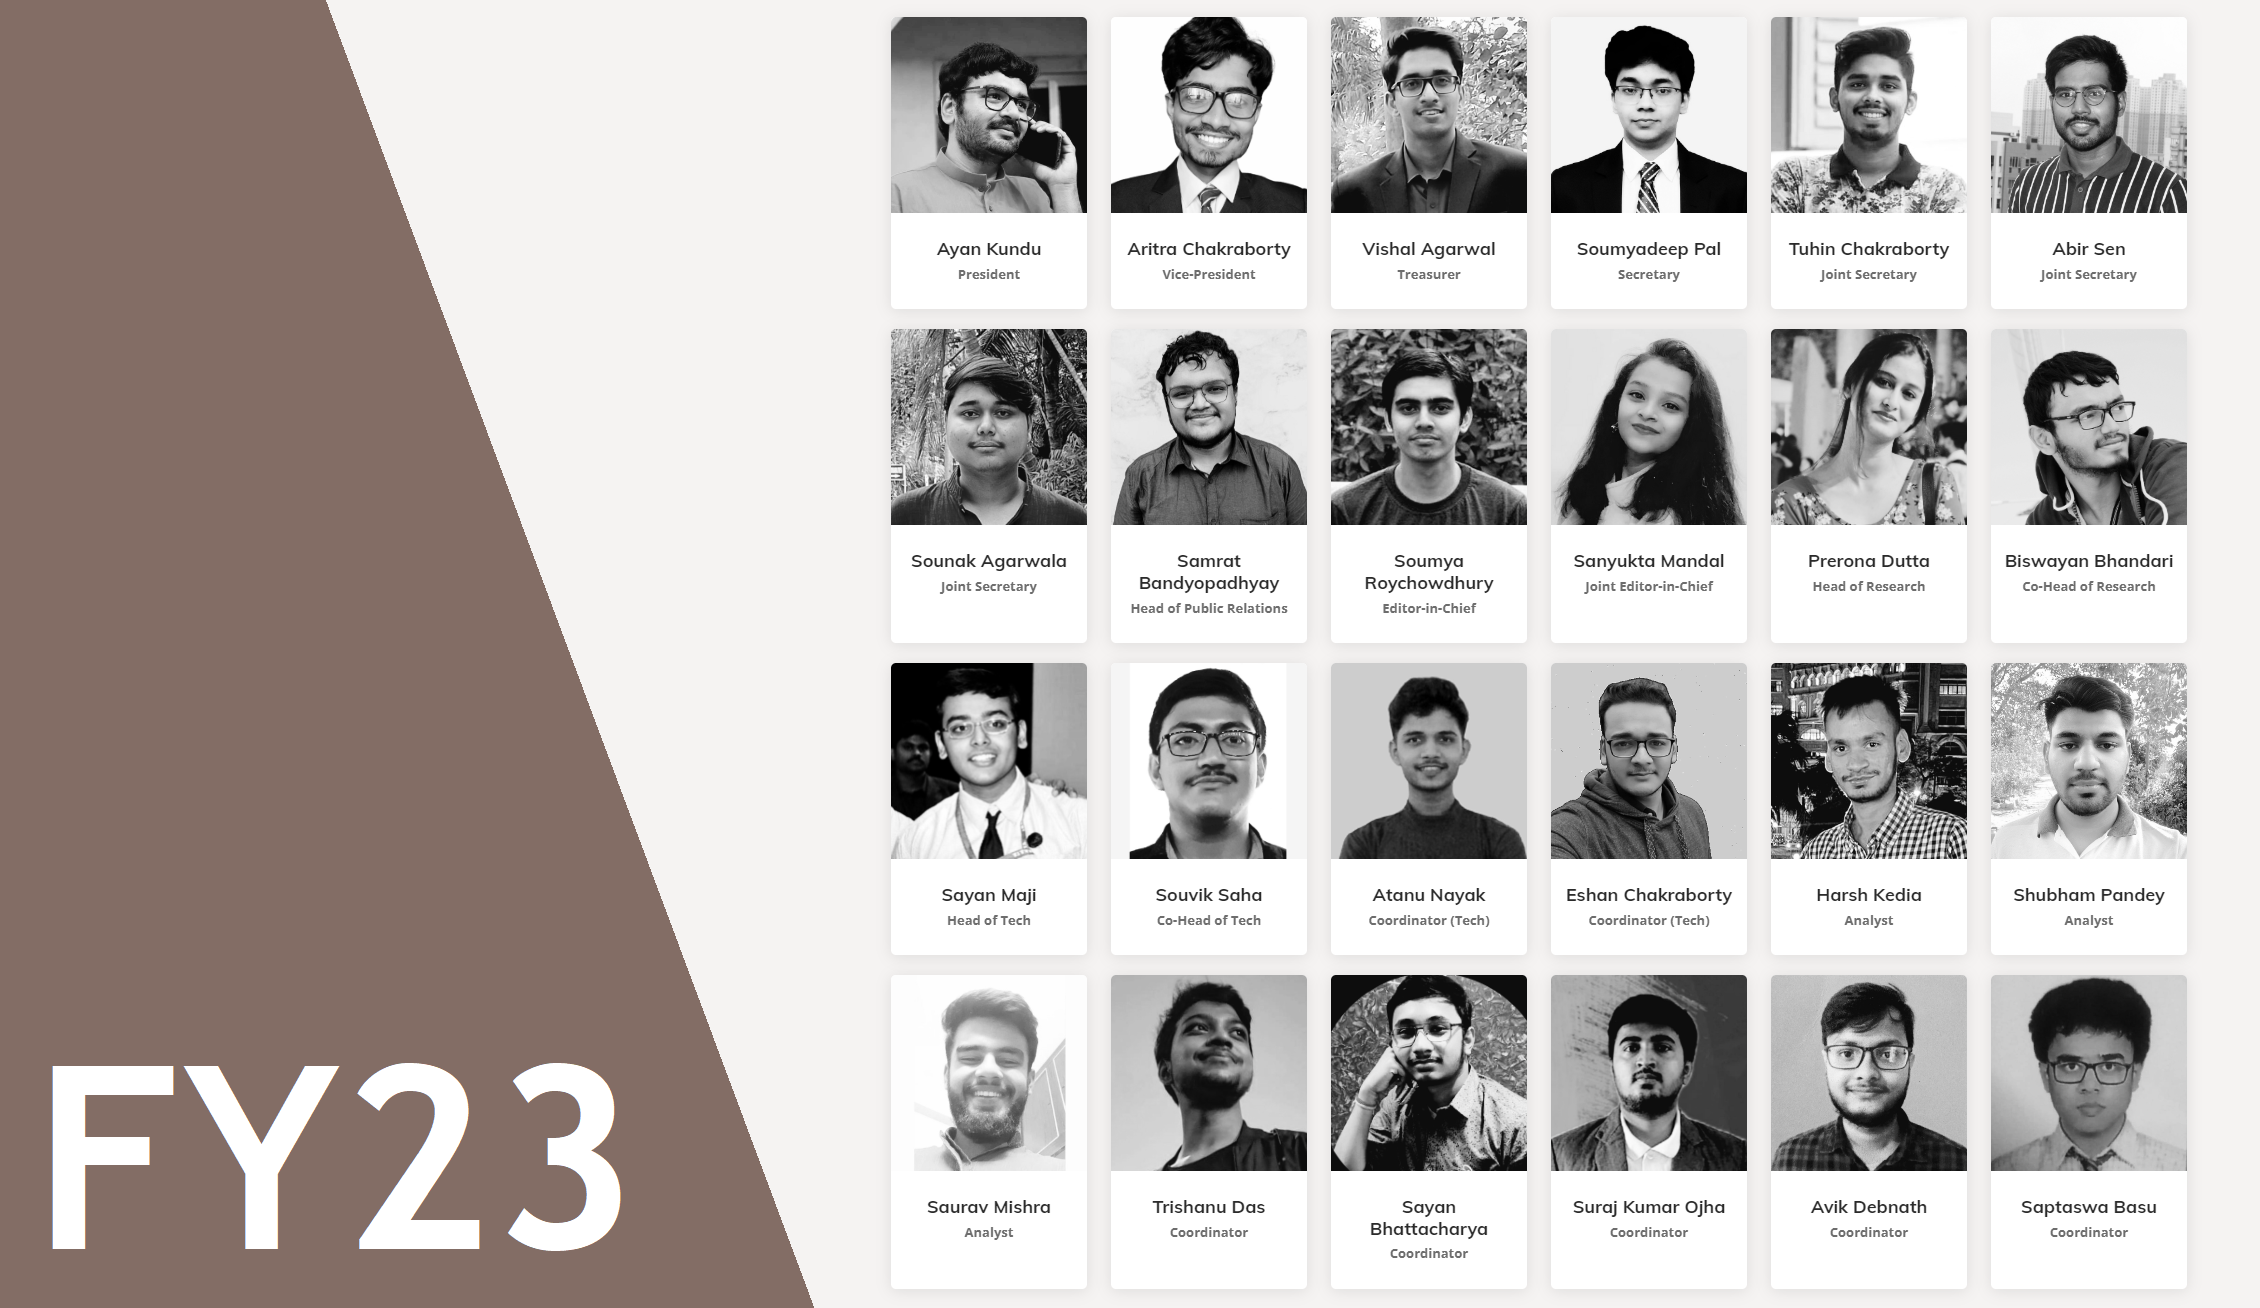 FY23
Ayan Kundu
President
Aritra Chakraborty
Vice-President
Vishal Agarwal
Treasurer
Soumyadeep Pal
Secretary
Tuhin Chakraborty
Joint Secretary
Abir Sen
Joint Secretary
Sounak Agarwala
Joint Secretary
Samrat
Bandyopadhyay
Head of Public Relations
Soumya
Roychowdhury
Editor-in-Chief
Sanyukta Mandal
Joint Editor-in-Chief
Prerona Dutta
Head of Research
Biswayan Bhandari
Co-Head of Research
Sayan Maji
Head of Tech
Souvik Saha
Co-Head of Tech
Atanu Nayak
Coordinator (Tech)
Eshan Chakraborty
Coordinator (Tech)
Harsh Kedia
Analyst
Shubham Pandey
Analyst
Saurav Mishra
Analyst
Trishanu Das
Coordinator
Sayan
Bhattacharya
Coordinator
Suraj Kumar Ojha
Coordinator
Avik Debnath
Coordinator
Saptaswa Basu
Coordinator